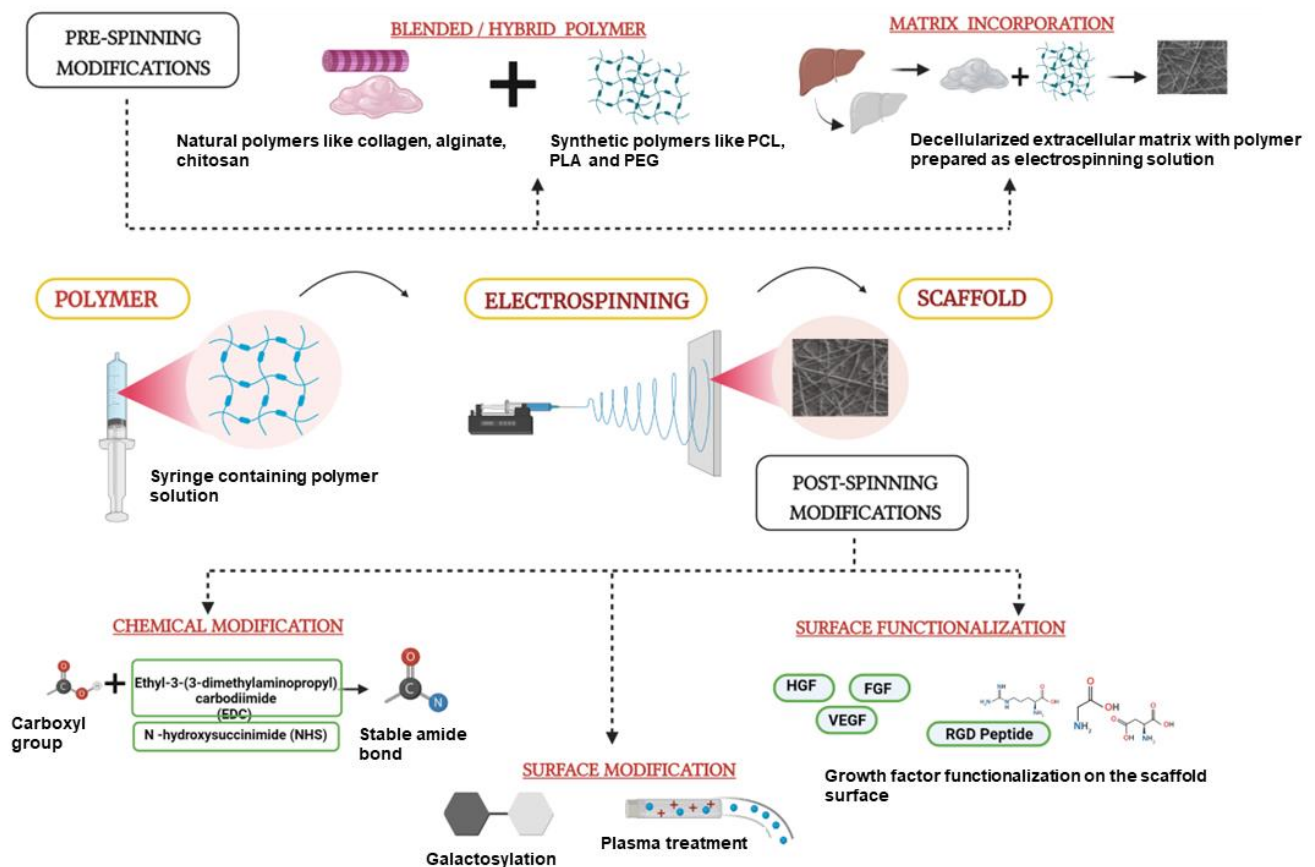 PRE-SPINNING
MODIFICATIONS
BLENDED / HYBRID POLYMER
Natural polymers like collagen, alginate,
chitosan
Synthetic polymers like PCL,
PLA and PEG
MATRIX INCORPORATION
Decellularized extracellular matrix with polymer
prepared as electrospinning solution
POLYMER
ELECTROSPINNING
SCAFFOLD
Syringe containing polymer
solution
POST-SPINNING
MODIFICATIONS
CHEMICAL MODIFICATION
C
O
O
H
+
Carboxyl
group
Ethyl-3-(3-dimethylaminopropyl)
carbodiimide
(EDC)
N -hydroxysuccinimide (NHS)
O
C
N
Stable amide
bond
SURFACE MODIFICATION
Galactosylation
Plasma treatment
SURFACE FUNCTIONALIZATION
HGF
FGF
VEGF
RGD Peptide
Growth factor functionalization on the scaffold
surface